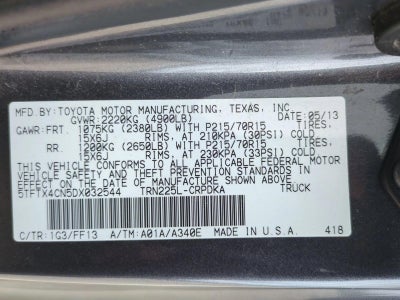 MFD. BY: TOYOTA MOTOR MANUFACTURING, TEXAS, INC.
GVWR: 2220KG (4900LB) DATE: 05/13
GAWR: FRT. 1075KG (2380LB) WITH P215/70R15 TIRES,
15X6J RIMS, AT 210KPA (30PSI) COLD.
RR. 1200KG (2650LB) WITH P215/70R15 TIRES,
15X6J RIMS, AT 230KPA (33PSI) COLD.
THIS VEHICLE CONFORMS TO ALL APPLICABLE FEDERAL MOTOR
VEHICLE SAFETY AND THEFT PREVENTION STANDARDS IN EFFECT
ON THE DATE OF MANUFACTURE SHOWN ABOVE.
5TFTX4CN5DX032544 TRN225L-CRPDKA TRUCK
C/TR: 1G3/FF13 A/TM: A01A/A340E MADE IN U.S.A. 418